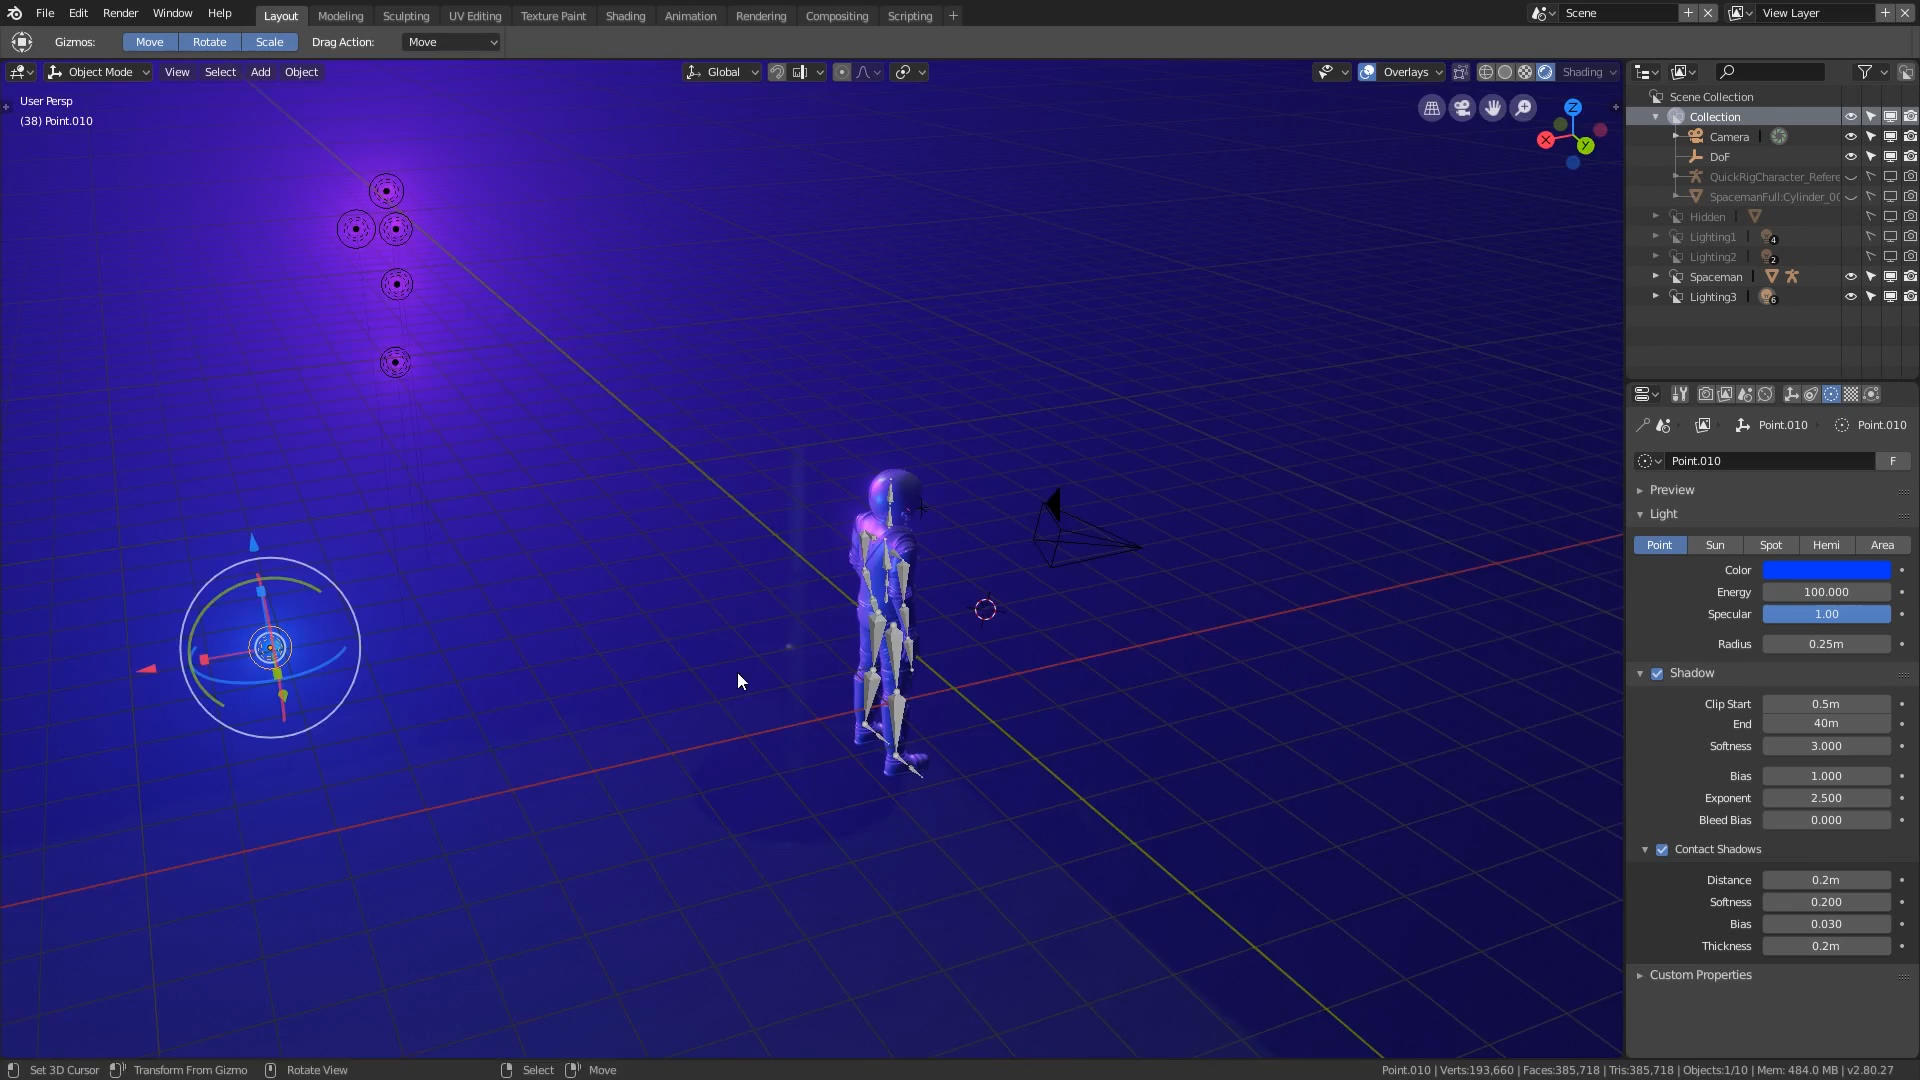 File Edit Render Window Help Layout Modeling Sculpting UV Editing Texture Paint Shading Animation Rendering Compositing Scripting + Scene View Layer
Gizmos: Move Rotate Scale Drag Action: Move
Object Mode View Select Add Object Global Overlays Shading
User Persp
(38) Point.010
Z
X
Y
Scene Collection
Collection
Camera
DoF
QuickRigCharacter_Refere
SpacemanFull:Cylinder_00
Hidden
Lighting1 4
Lighting2 2
Spaceman
Lighting3 6
Point.010 Point.010
Point.010 F
Preview
Light
Point Sun Spot Hemi Area
Color
Energy 100.000
Specular 1.00
Radius 0.25m
Shadow
Clip Start 0.5m
End 40m
Softness 3.000
Bias 1.000
Exponent 2.500
Bleed Bias 0.000
Contact Shadows
Distance 0.2m
Softness 0.200
Bias 0.030
Thickness 0.2m
Custom Properties
Set 3D Cursor Transform From Gizmo Rotate View Select Move Point.010 | Verts:193,660 | Faces:385,718 | Tris:385,718 | Objects:1/10 | Mem: 484.0 MB | v2.80.27